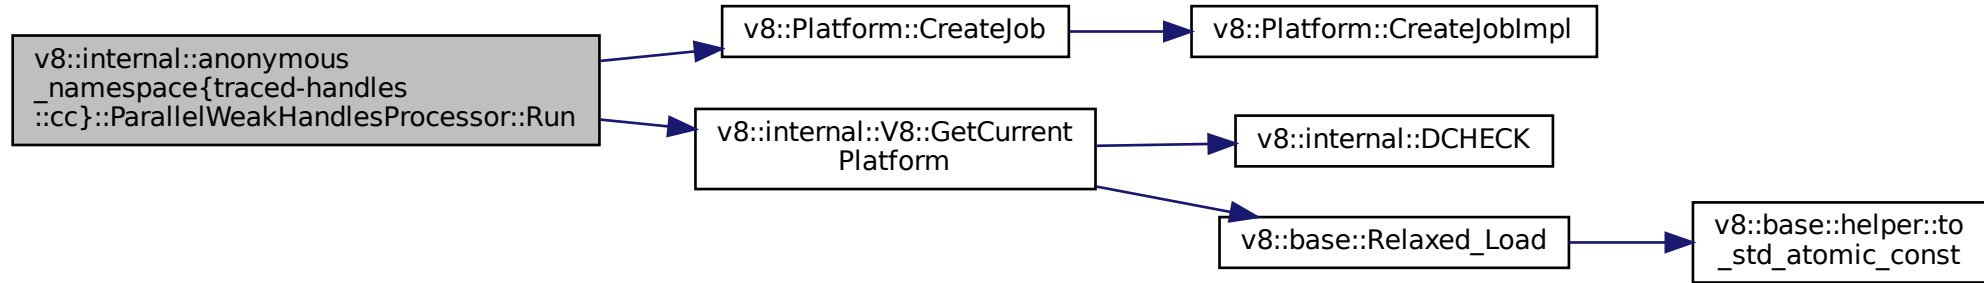 v8::internal::anonymous
_namespace{traced-handles
::cc}::ParallelWeakHandlesProcessor::Run
v8::Platform::CreateJob
v8::Platform::CreateJobImpl
v8::internal::V8::GetCurrent
Platform
v8::internal::DCHECK
v8::base::Relaxed_Load
v8::base::helper::to
_std_atomic_const